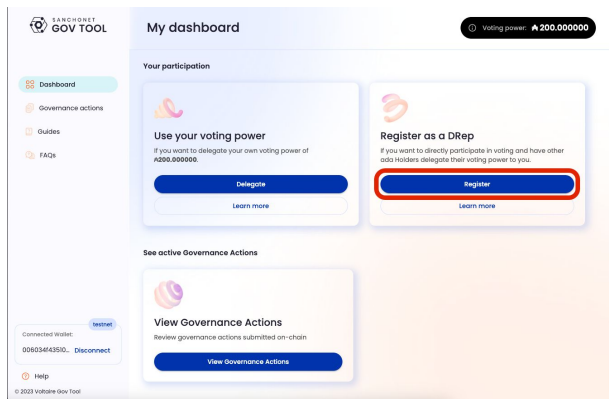 SANCHONET
GOV TOOL
My dashboard
Voting power: ₳ 200.000000
Dashboard
Governance actions
Guides
FAQs
Your participation
Use your voting power
If you want to delegate your own voting power of
₳200.000000.
Delegate
Learn more
Register as a DRep
If you want to directly participate in voting and have other
ada Holders delegate their voting power to you.
Register
Learn more
See active Governance Actions
View Governance Actions
Review governance actions submitted on-chain
View Governance Actions
testnet
Connected Wallet:
006034f43510... Disconnect
Help
© 2023 Voltaire Gov Tool